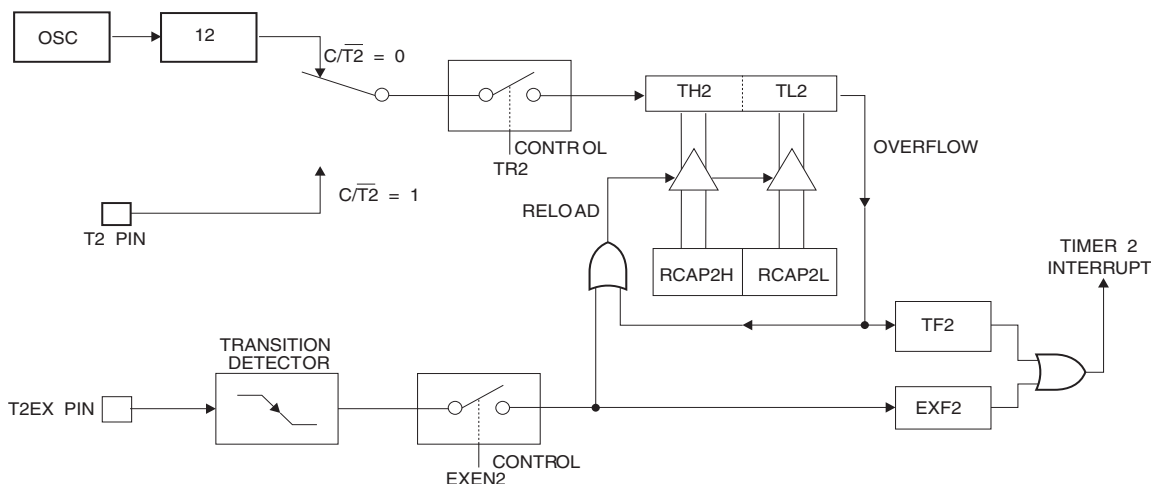 OSC
12
C/T2 = 0
TH2
TL2
CONTROL
TR2
OVERFLOW
C/T2 = 1
T2 PIN
RELOAD
RCAP2H
RCAP2L
TIMER 2
INTERRUPT
TF2
TRANSITION
DETECTOR
T2EX PIN
EXF2
CONTROL
EXEN2